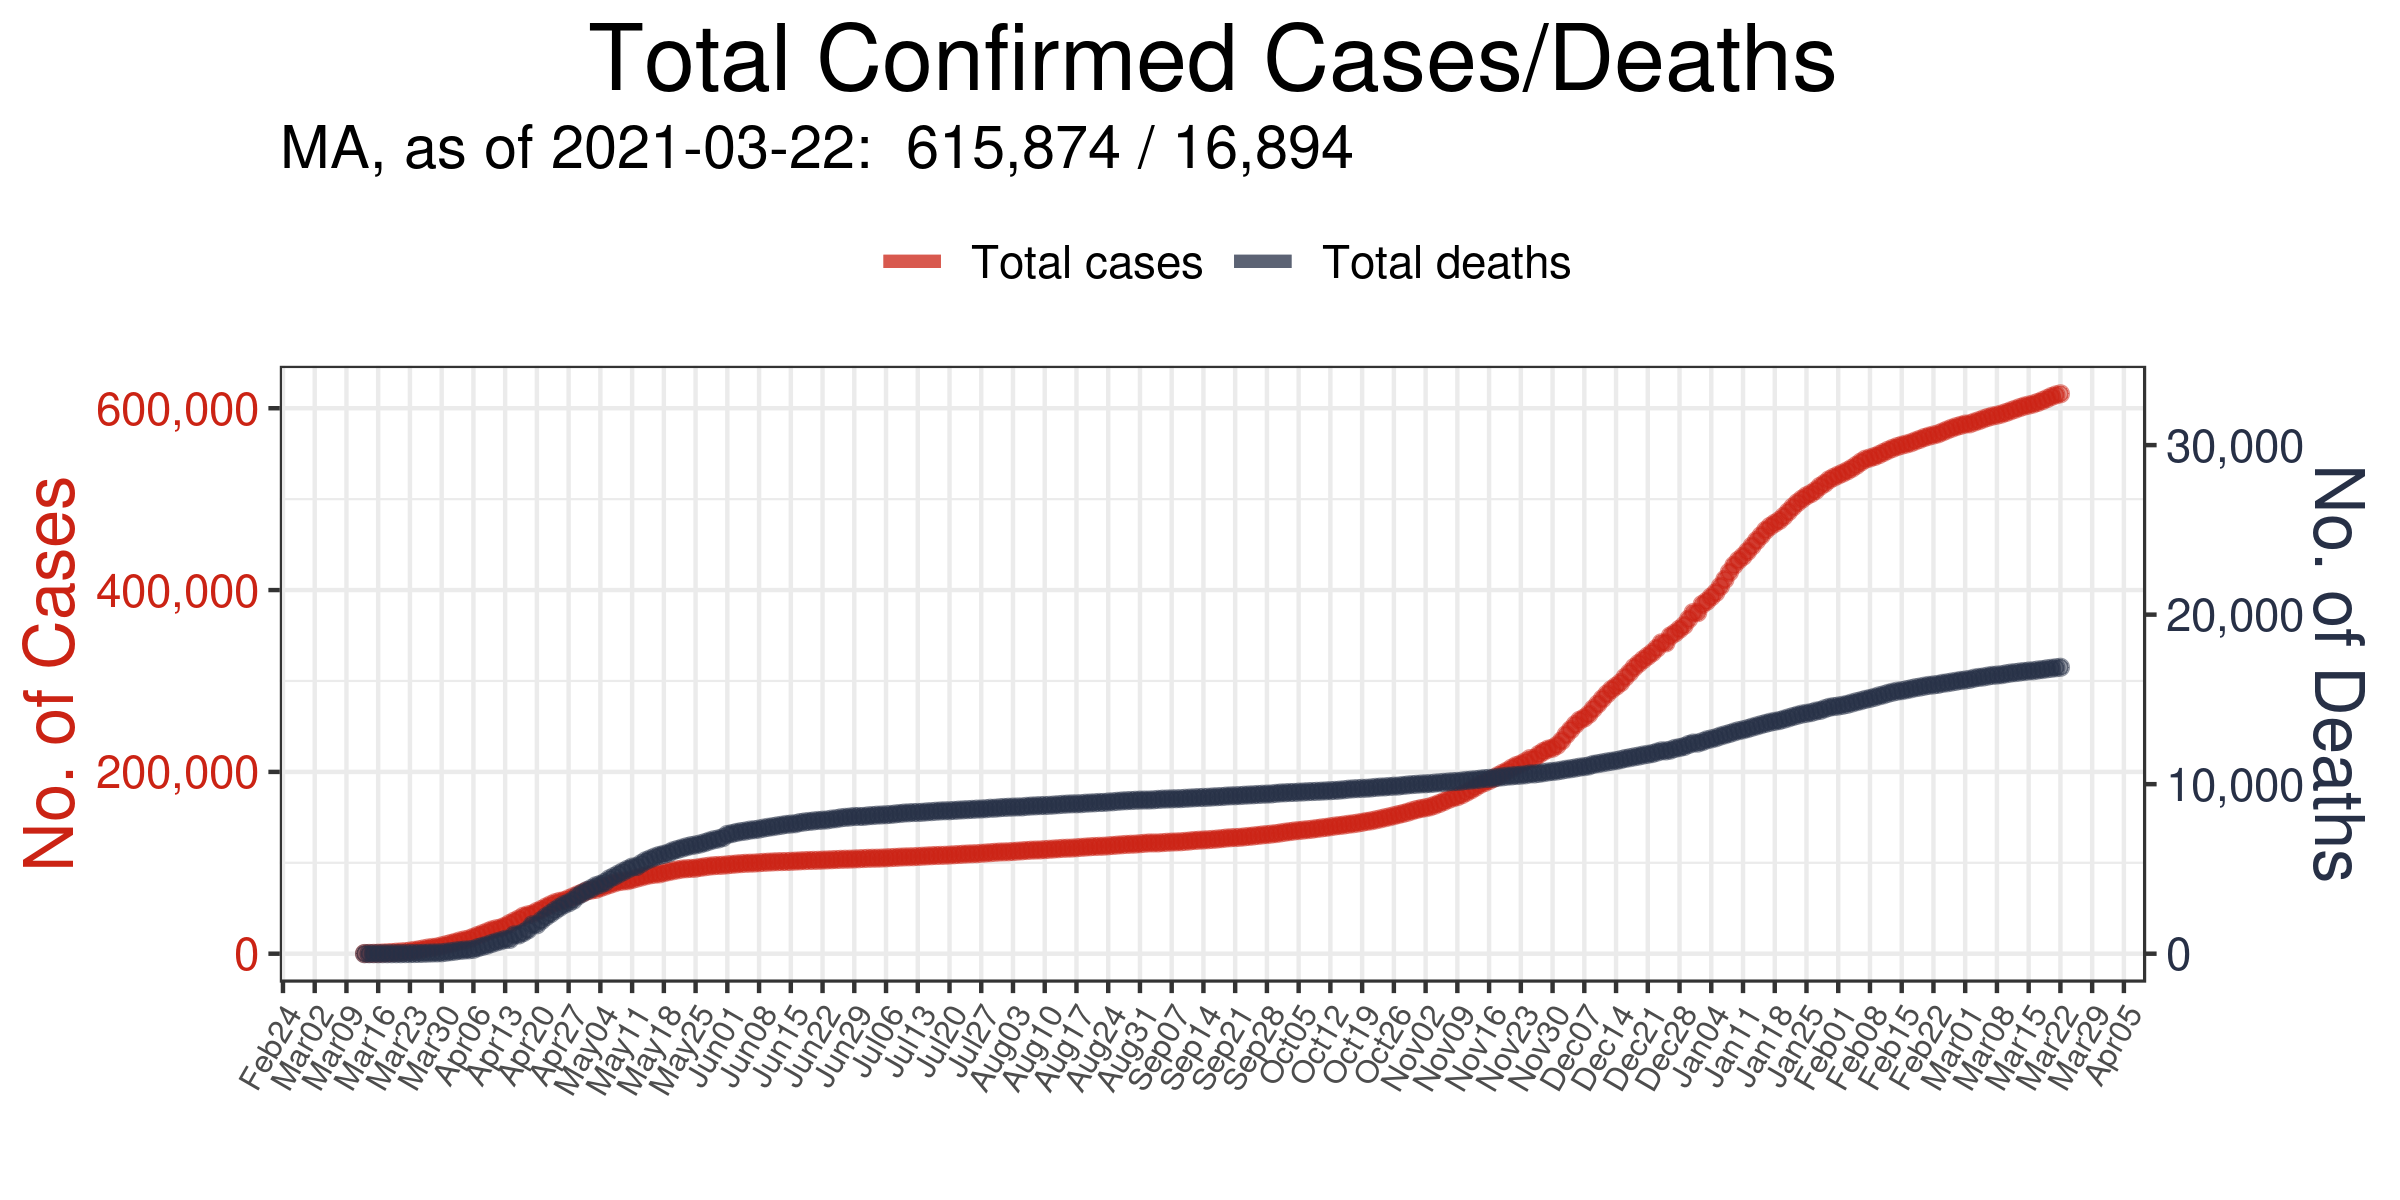 Total Confirmed Cases/Deaths
MA, as of 2021-03-22:  615,874 / 16,894
Total cases
Total deaths
No. of Cases
600,000
400,000
200,000
0
30,000
20,000
10,000
0
No. of Deaths
Feb24
Mar02
Mar09
Mar16
Mar23
Mar30
Apr06
Apr13
Apr20
Apr27
May04
May11
May18
May25
Jun01
Jun08
Jun15
Jun22
Jun29
Jul06
Jul13
Jul20
Jul27
Aug03
Aug10
Aug17
Aug24
Aug31
Sep07
Sep14
Sep21
Sep28
Oct05
Oct12
Oct19
Oct26
Nov02
Nov09
Nov16
Nov23
Nov30
Dec07
Dec14
Dec21
Dec28
Jan04
Jan11
Jan18
Jan25
Feb01
Feb08
Feb15
Feb22
Mar01
Mar08
Mar15
Mar22
Mar29
Apr05